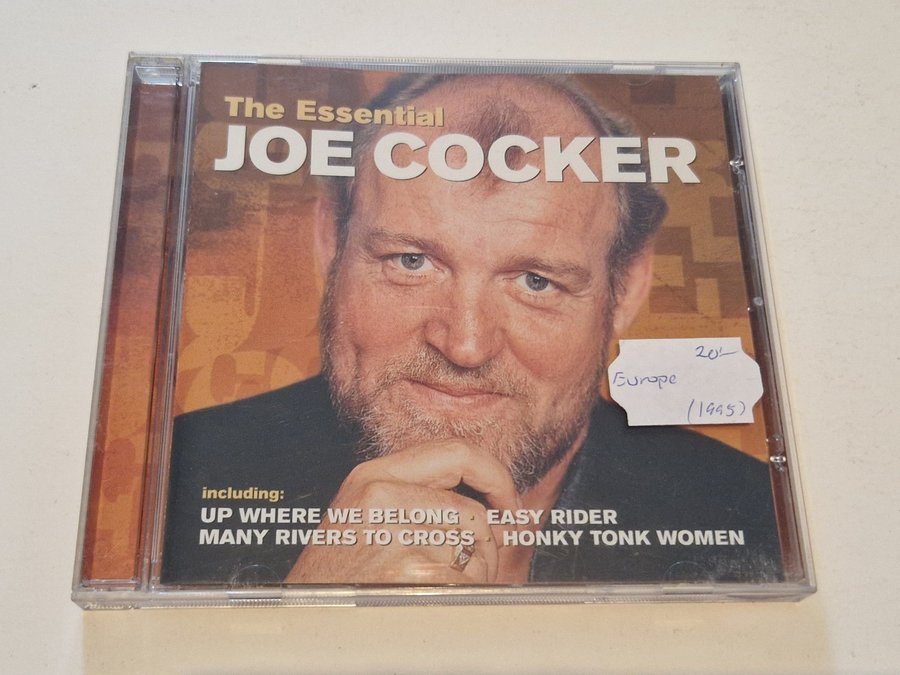 The Essential
JOE COCKER
20'-
Europe
(1995)
including:
UP WHERE WE BELONG · EASY RIDER
MANY RIVERS TO CROSS · HONKY TONK WOMEN